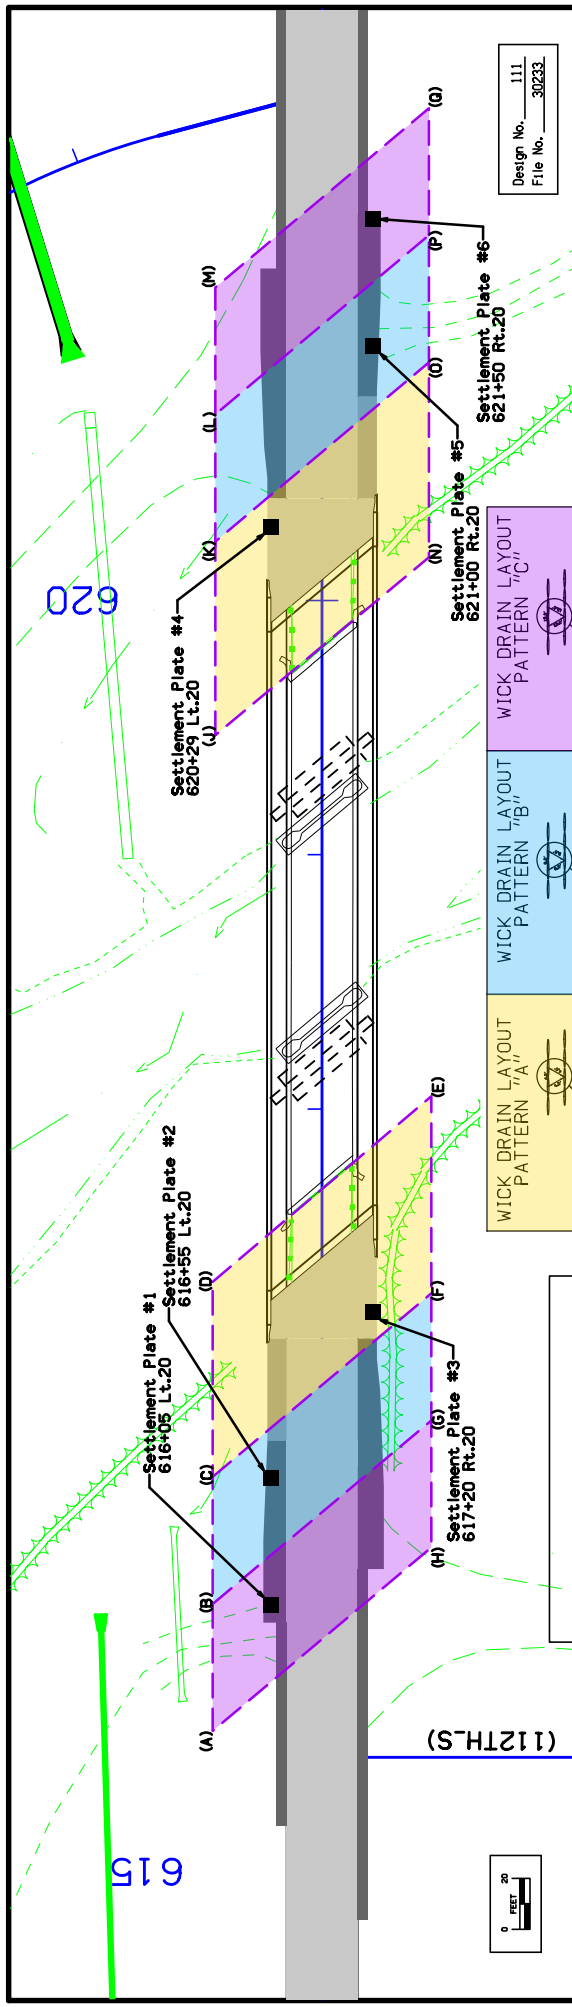 Design No. 111
File No. 30233
(Q)
(P)
(O)
(N)
(M)
(L)
(K)
(J)
Settlement Plate #6
621+50 Rt.20
Settlement Plate #5
621+00 Rt.20
Settlement Plate #4
620+29 Lt.20
620
WICK DRAIN LAYOUT
PATTERN "C"
WICK DRAIN LAYOUT
PATTERN "B"
WICK DRAIN LAYOUT
PATTERN "A"
Settlement Plate #1
616+05 Lt.20
Settlement Plate #2
616+55 Lt.20
Settlement Plate #3
617+20 Rt.20
(A)
(B)
(C)
(D)
(E)
(F)
(G)
(H)
615
(112TH_S)
0 20
FEET